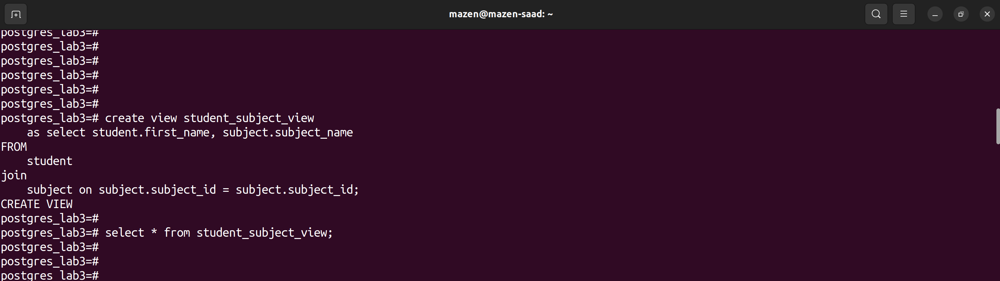 mazen@mazen-saad: ~
postgres_lab3=#
postgres_lab3=#
postgres_lab3=#
postgres_lab3=#
postgres_lab3=#
postgres_lab3=#
postgres_lab3=# create view student_subject_view
    as select student.first_name, subject.subject_name
FROM
    student
join
    subject on subject.subject_id = subject.subject_id;
CREATE VIEW
postgres_lab3=#
postgres_lab3=# select * from student_subject_view;
postgres_lab3=#
postgres_lab3=#
postgres_lab3=#